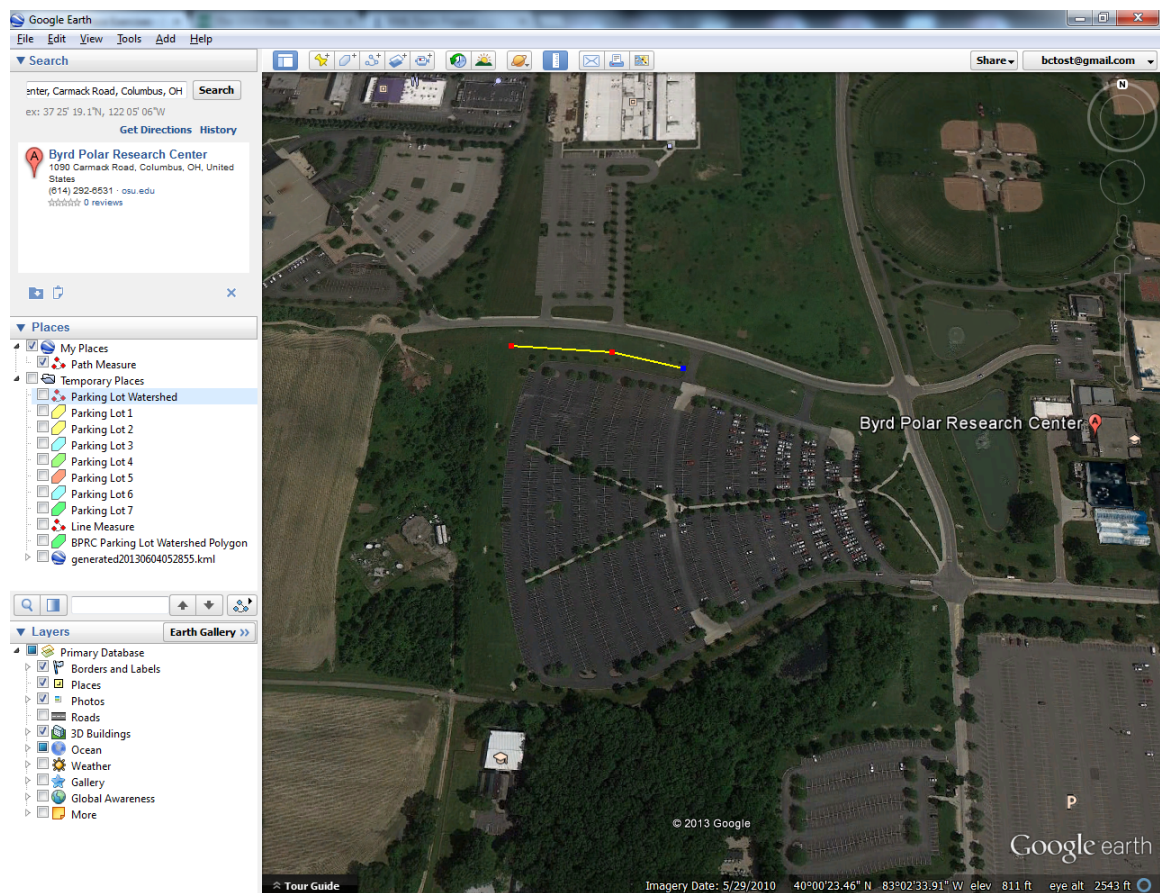 Google Earth
File Edit View Tools Add Help
Search
enter, Carmack Road, Columbus, OH Search
ex: 37 25' 19.1"N, 122 05' 06"W
Get Directions History
A Byrd Polar Research Center
1090 Carmack Road, Columbus, OH, United
States
(614) 292-6531 · osu.edu
0 reviews
Places
My Places
Path Measure
Temporary Places
Parking Lot Watershed
Parking Lot 1
Parking Lot 2
Parking Lot 3
Parking Lot 4
Parking Lot 5
Parking Lot 6
Parking Lot 7
Line Measure
BPRC Parking Lot Watershed Polygon
generated20130604052855.kml
Layers
Earth Gallery >>
Primary Database
Borders and Labels
Places
Photos
Roads
3D Buildings
Ocean
Weather
Gallery
Global Awareness
More
Share
bctost@gmail.com
N
Byrd Polar Research Center A
P
© 2013 Google
Google earth
Tour Guide
Imagery Date: 5/29/2010 40°00'23.46" N 83°02'33.91" W elev 811 ft eye alt 2543 ft